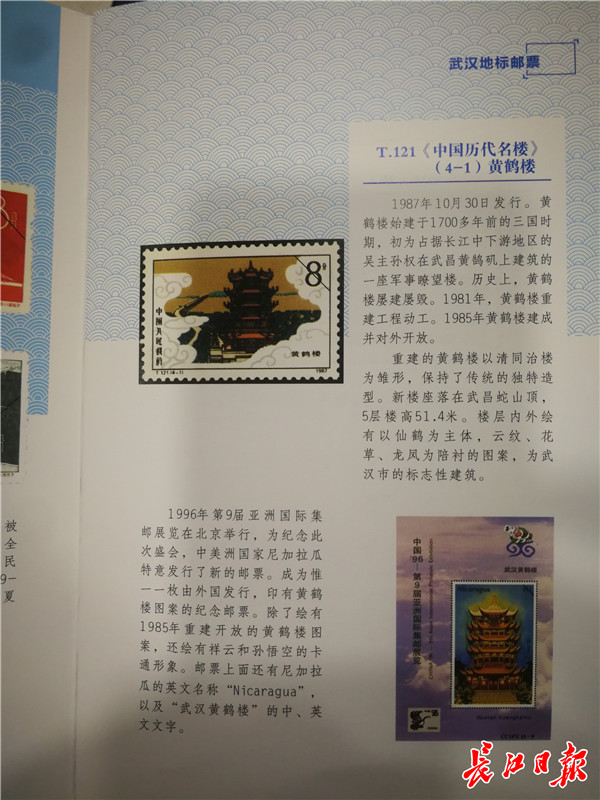 武汉地标邮票
T.121《中国历代名楼》
（4-1）黄鹤楼
1987年10月30日发行。黄
鹤楼始建于1700多年前的三国时
期，初为占据长江中下游地区的
吴主孙权在武昌黄鹄矶上建筑的
一座军事瞭望楼。历史上，黄鹤
楼屡建屡毁。1981年，黄鹤楼重
建工程动工。1985年黄鹤楼建成
并对外开放。
重建的黄鹤楼以清同治楼
为雏形，保持了传统的独特造
型。新楼座落在武昌蛇山顶，
5层楼高51.4米。楼层内外绘
有以仙鹤为主体，云纹、花
草、龙凤为陪衬的图案，为武
汉市的标志性建筑。
8分
中国人民邮政
黄鹤楼
T.121.(4-1)
1987
1996年第9届亚洲国际集
邮展览在北京举行，为纪念此
次盛会，中美洲国家尼加拉瓜
特意发行了新的邮票。成为惟
一一枚由外国发行，印有黄鹤
楼图案的纪念邮票。除了绘有
1985年重建开放的黄鹤楼图
案，还绘有祥云和孙悟空的卡
通形象。邮票上面还有尼加拉
瓜的英文名称“Nicaragua”，
以及“武汉黄鹤楼”的中、英
文文字。
武汉黄鹤楼
中国'96—第9届亚洲国际集邮展览
Nicaragua
被
全
民
9-
夏
长江日报